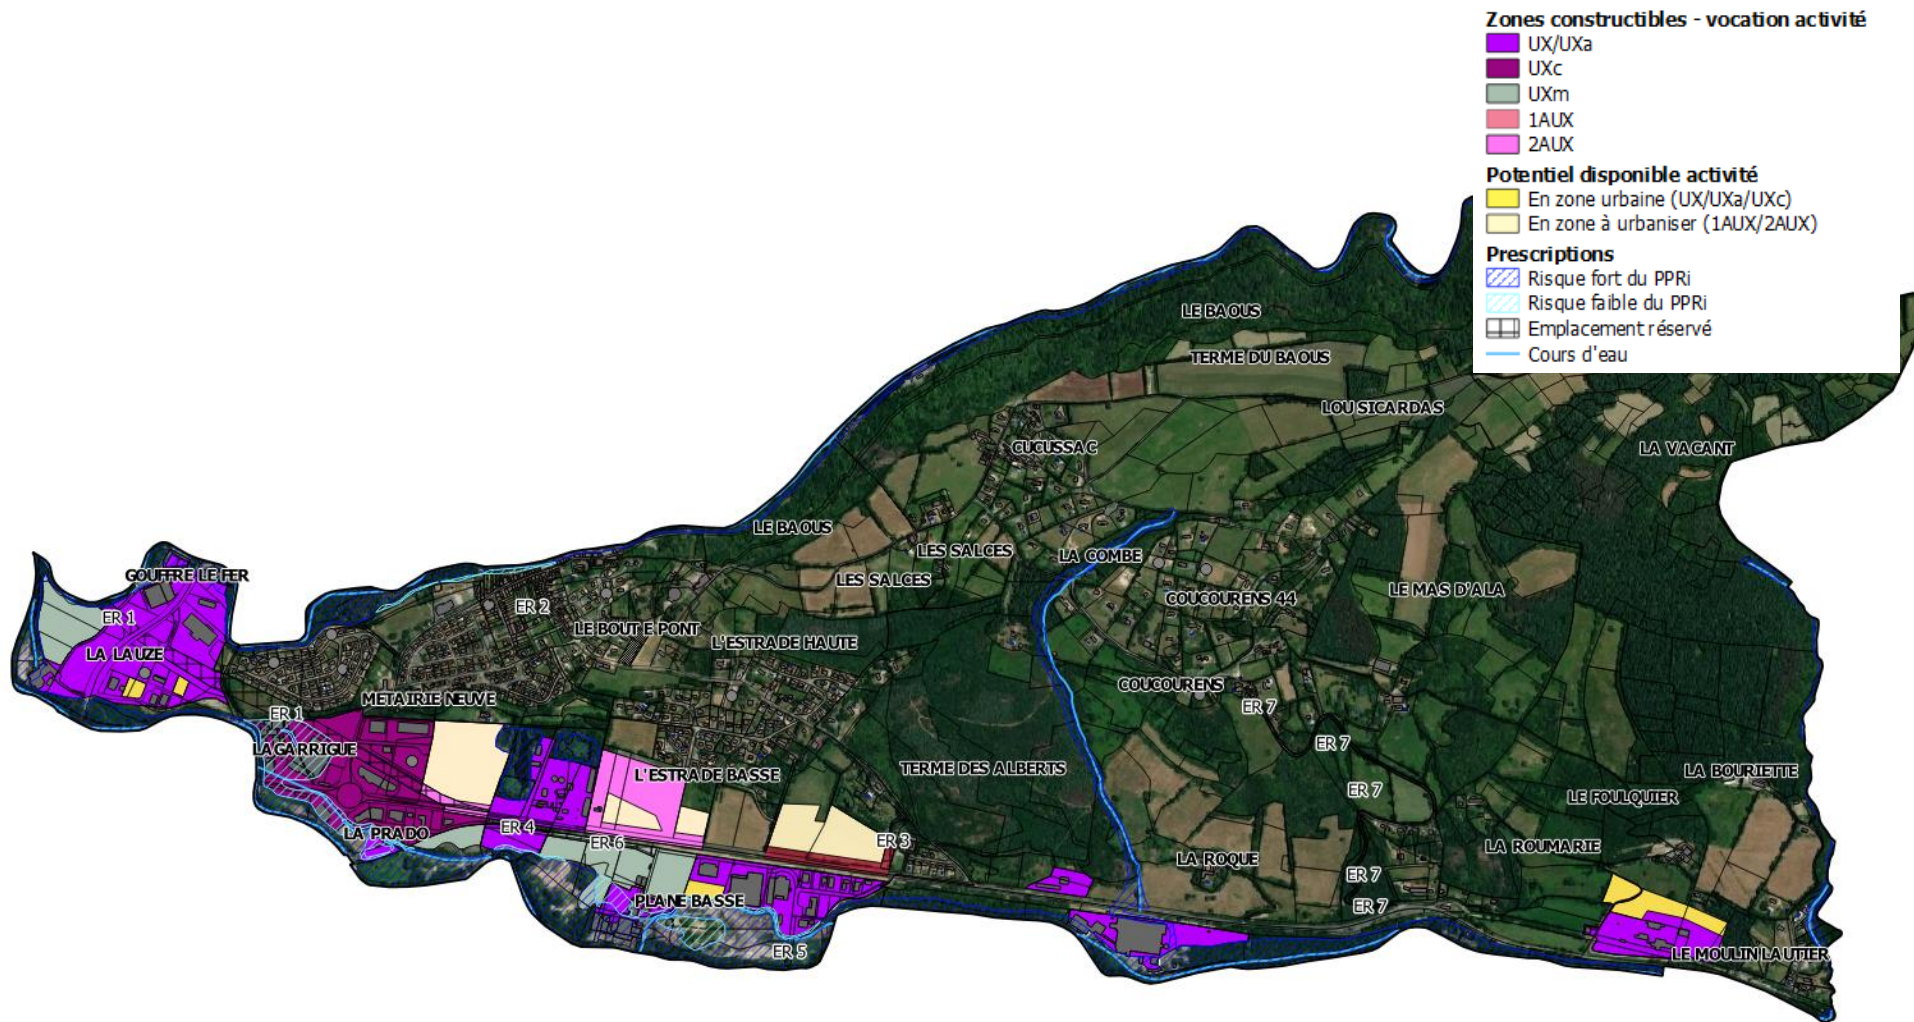 Zones constructibles - vocation activité
UX/UXa
UXc
UXm
1AUX
2AUX
Potentiel disponible activité
En zone urbaine (UX/UXa/UXc)
En zone à urbaniser (1AUX/2AUX)
Prescriptions
Risque fort du PPRi
Risque faible du PPRi
Emplacement réservé
Cours d'eau
LE BAOUS
TERME DU BAOUS
LOU SICARDAS
CUCUSSAC
LA VACANT
LE BAOUS
LES SALCES
LA COMBE
GOUFFRE LE FER
LES SALCES
LE MAS D'ALA
COUCOURENS 44
ER 2
ER 1
LE BOUT E PONT
L'ESTRADE HAUTE
LA LAUZE
COUCOURENS
METAIRIE NEUVE
ER 7
ER 1
ER 7
LA GARRIGUE
L'ESTRADE BASSE
TERME DES ALBERTS
LA BOURIETTE
ER 7
LE FOULQUIER
LA PRADO
ER 4
ER 6
ER 3
LA ROUMARIE
LA ROQUE
ER 7
PLANE BASSE
ER 7
ER 5
LE MOULIN LAUTIER